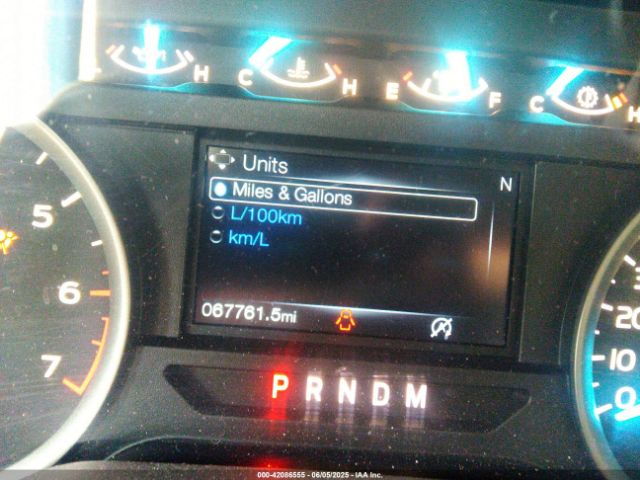 L H C H E F C H
Units
N
Miles & Gallons
L/100km
km/L
067761.5mi
P R N D M
5
6
7
20
10
0
000-42086555 - 06/05/2025 - IAA Inc.